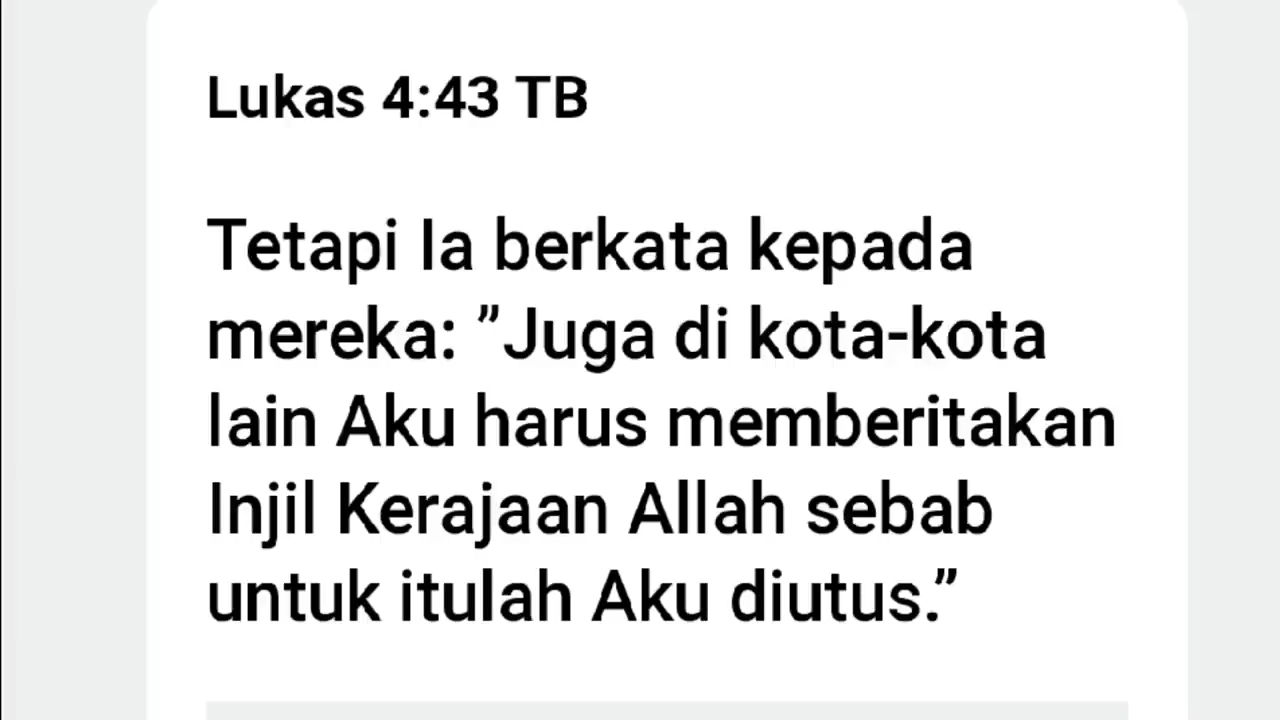 Lukas 4:43 TB
Tetapi Ia berkata kepada
mereka: ”Juga di kota-kota
lain Aku harus memberitakan
Injil Kerajaan Allah sebab
untuk itulah Aku diutus.”